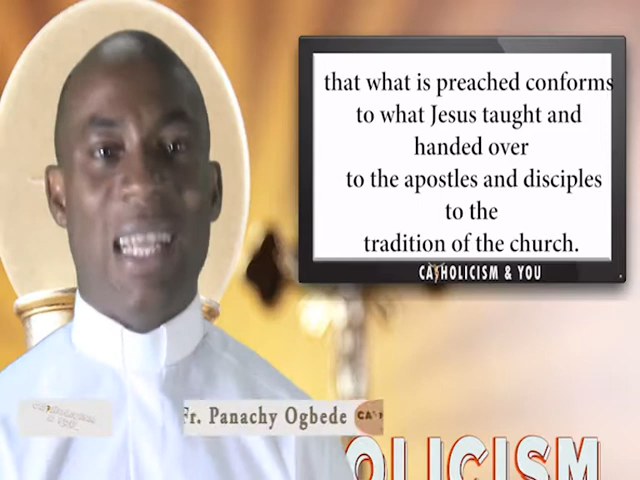 that what is preached conforms
to what Jesus taught and
handed over
to the apostles and disciples
to the
tradition of the church.
CATHOLICISM & YOU
Fr. Panachy Ogbede
OLICISM